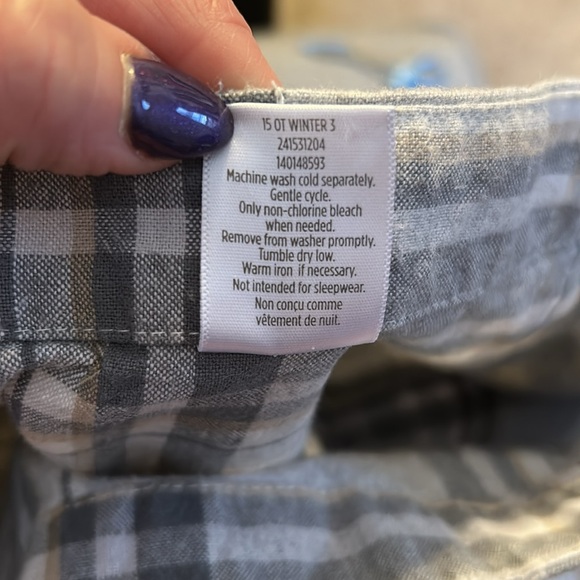 15 OT WINTER 3
241531204
140148593
Machine wash cold separately.
Gentle cycle.
Only non-chlorine bleach
when needed.
Remove from washer promptly.
Tumble dry low.
Warm iron if necessary.
Not intended for sleepwear.
Non conçu comme
vêtement de nuit.